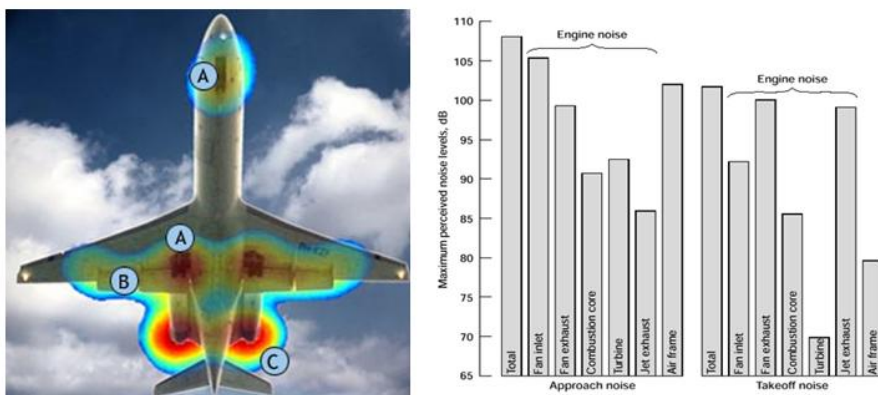 A
A
B
C
Maximum perceived noise levels, dB
110
105
100
95
90
85
80
75
70
65
Engine noise
Total
Fan inlet
Fan exhaust
Combustion core
Turbine
Jet exhaust
Air frame
Approach noise
Engine noise
Total
Fan inlet
Fan exhaust
Combustion core
Turbine
Jet exhaust
Air frame
Takeoff noise